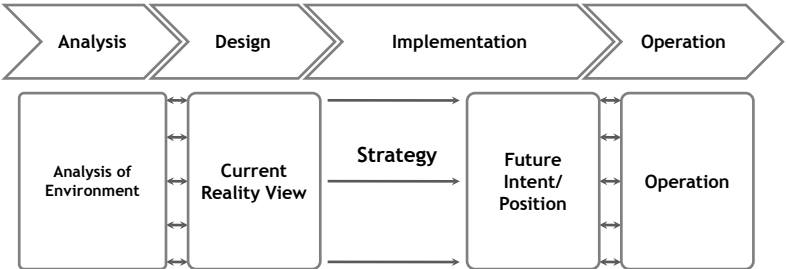 Analysis
Design
Implementation
Operation
Analysis of
Environment
Current
Reality View
Strategy
Future
Intent/
Position
Operation